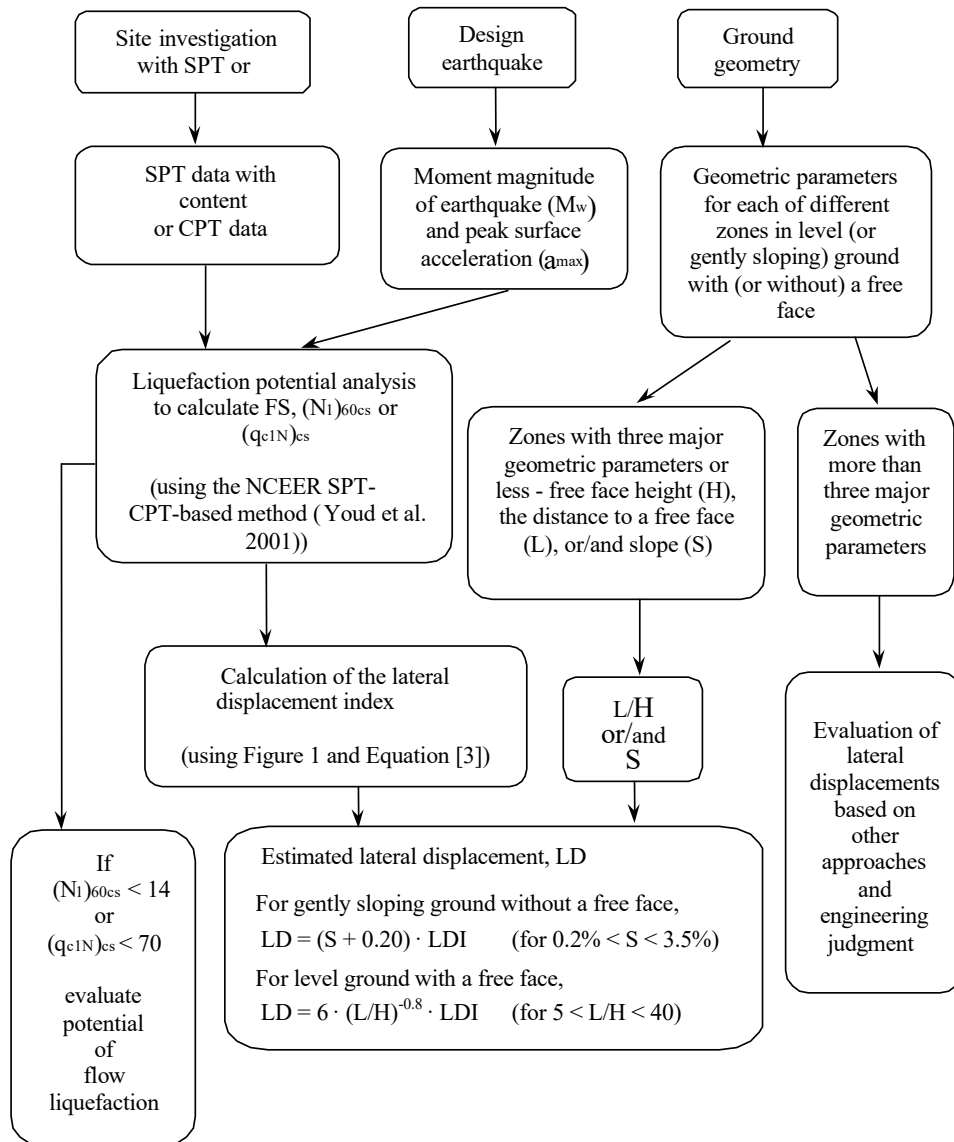 Site investigation
with SPT or
Design
earthquake
Ground
geometry
SPT data with
content
or CPT data
Moment magnitude
of earthquake (Mw)
and peak surface
acceleration (amax)
Geometric parameters
for each of different
zones in level (or
gently sloping) ground
with (or without) a free
face
Liquefaction potential analysis
to calculate FS, (N1)60cs or
(qc1N)cs
(using the NCEER SPT-
CPT-based method ( Youd et al.
2001))
Zones with three major
geometric parameters or
less - free face height (H),
the distance to a free face
(L), or/and slope (S)
Zones with
more than
three major
geometric
parameters
Calculation of the lateral
displacement index
(using Figure 1 and Equation [3])
L/H
or/and
S
Evaluation of
lateral
displacements
based on
other
approaches
and
engineering
judgment
If
(N1)60cs < 14
or
(qc1N)cs < 70
evaluate
potential
of
flow
liquefaction
Estimated lateral displacement, LD
For gently sloping ground without a free face,
LD = (S + 0.20) · LDI (for 0.2% < S < 3.5%)
For level ground with a free face,
LD = 6 · (L/H)^-0.8 · LDI (for 5 < L/H < 40)